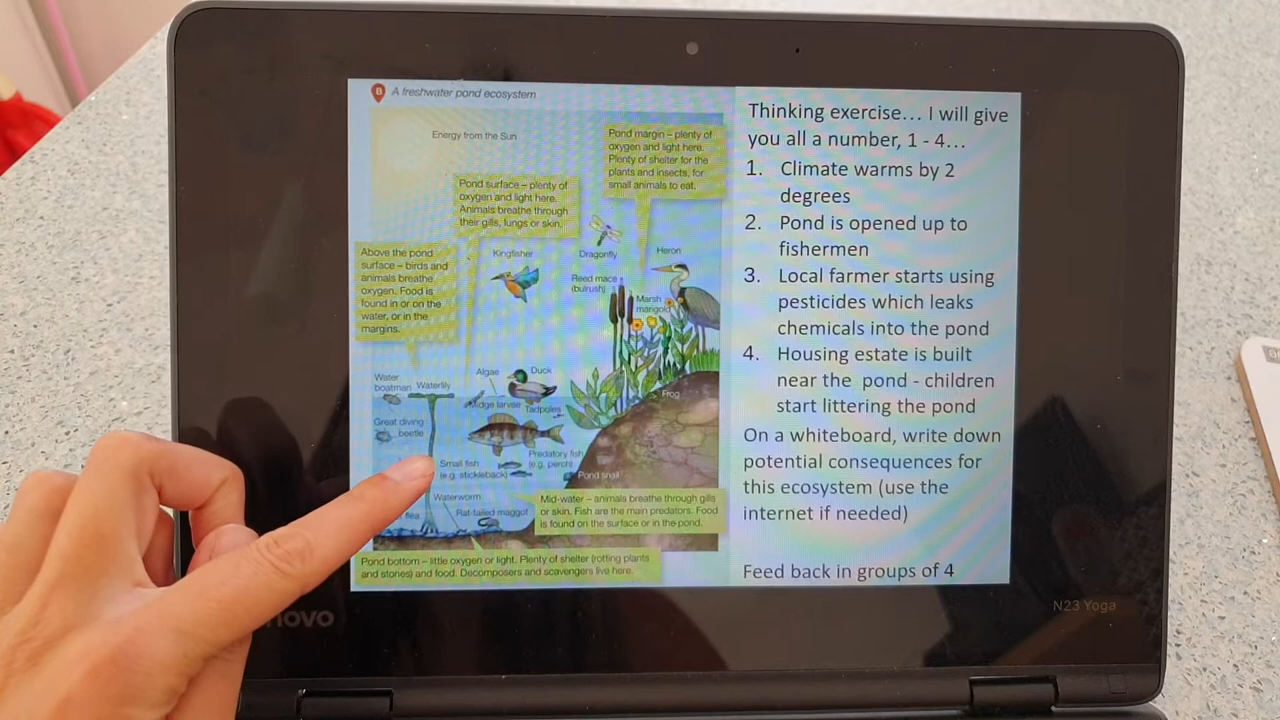 B A freshwater pond ecosystem
Energy from the Sun
Pond margin – plenty of
oxygen and light here.
Plenty of shelter for the
plants and insects, for
small animals to eat.
Pond surface – plenty of
oxygen and light here.
Animals breathe through
their gills, lungs or skin.
Above the pond
surface – birds and
animals breathe
oxygen. Food is
found in or on the
water, or in the
margins.
Kingfisher
Dragonfly
Heron
Reed mace
(bulrush)
Marsh
marigold
Water
boatman
Waterlily
Algae
Duck
Midge larvae
Tadpoles
Frog
Great diving
beetle
Small fish
(e.g. stickleback)
Predatory fish
(e.g. perch)
Pond snail
Waterworm
flea
Rat-tailed maggot
Mid-water – animals breathe through gills
or skin. Fish are the main predators. Food
is found on the surface or in the pond.
Pond bottom – little oxygen or light. Plenty of shelter (rotting plants
and stones) and food. Decomposers and scavengers live here.
Thinking exercise... I will give
you all a number, 1 - 4...
1. Climate warms by 2
degrees
2. Pond is opened up to
fishermen
3. Local farmer starts using
pesticides which leaks
chemicals into the pond
4. Housing estate is built
near the pond - children
start littering the pond
On a whiteboard, write down
potential consequences for
this ecosystem (use the
internet if needed)
Feed back in groups of 4
novo
N23 Yoga